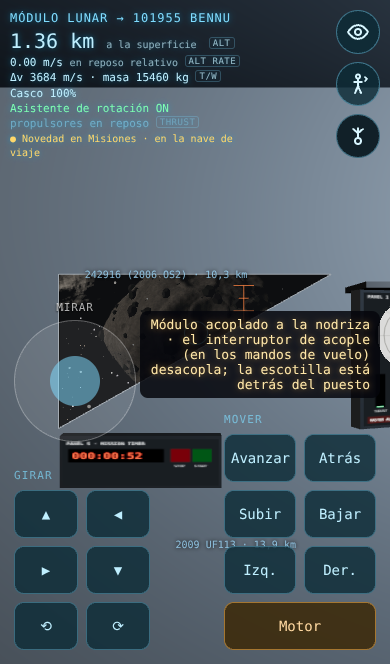 MÓDULO LUNAR → 101955 BENNU
1.36 km a la superficie ALT
0.00 m/s en reposo relativo ALT RATE
Δv 3684 m/s · masa 15460 kg T/W
Casco 100%
Asistente de rotación ON
propulsores en reposo THRUST
● Novedad en Misiones · en la nave de
viaje
242916 (2006 O52) · 10,3 km
MIRAR
Módulo acoplado a la nodriza
· el interruptor de acople
(en los mandos de vuelo)
desacopla; la escotilla está
detrás del puesto
MOVER
000:00:52
GIRAR
Avanzar
Atrás
▲
◀
Subir
Bajar
2009 UF113 · 13,9 km
▶
▼
Izq.
Der.
⟲
⟳
Motor